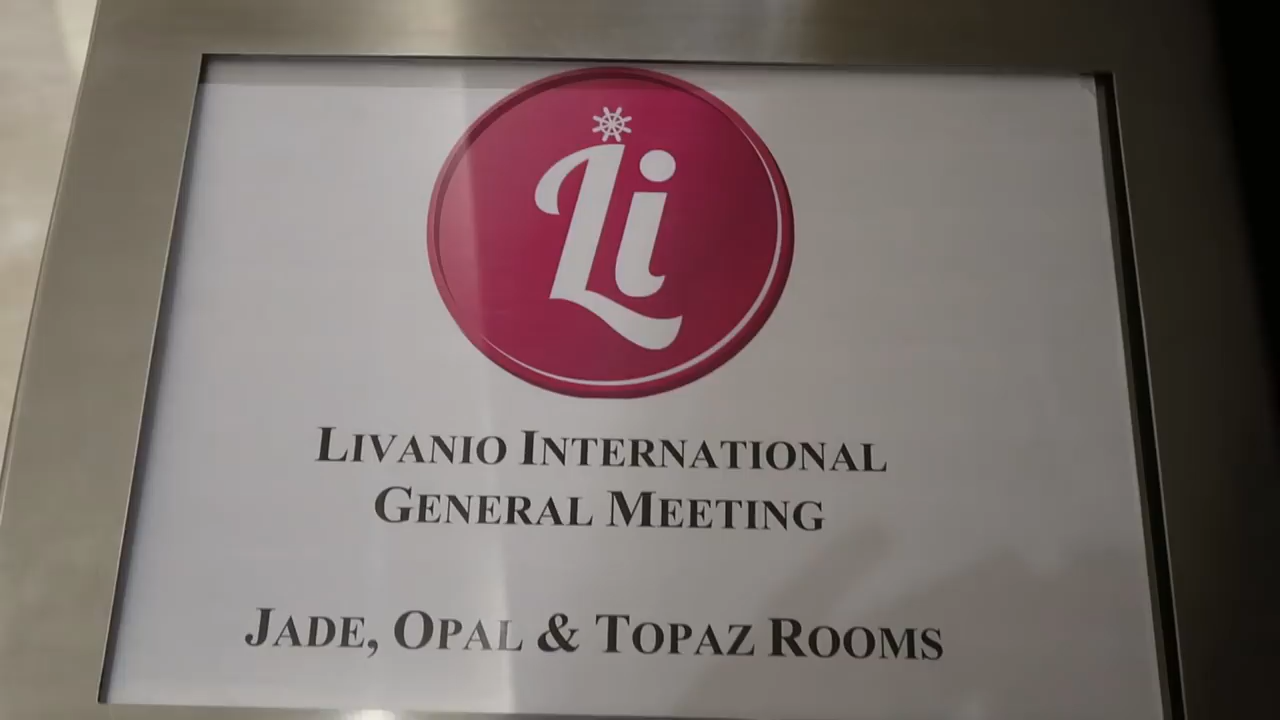 Li
LIVANIO INTERNATIONAL
GENERAL MEETING
JADE, OPAL & TOPAZ ROOMS